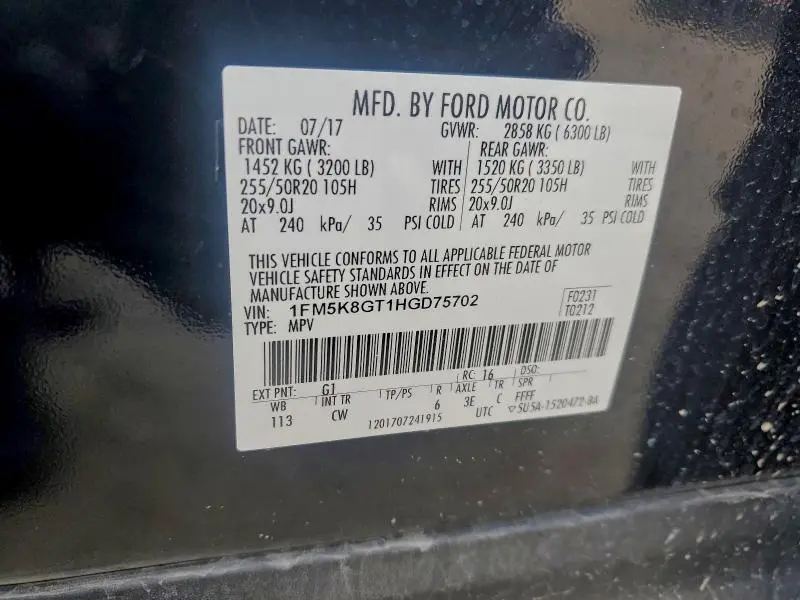 MFD. BY FORD MOTOR CO.
DATE: 07/17 GVWR: 2858 KG ( 6300 LB)
FRONT GAWR: REAR GAWR:
1452 KG ( 3200 LB) WITH 1520 KG ( 3350 LB) WITH
255/50R20 105H TIRES 255/50R20 105H TIRES
20x9.0J RIMS 20x9.0J RIMS
AT 240 kPa/ 35 PSI COLD AT 240 kPa/ 35 PSI COLD
THIS VEHICLE CONFORMS TO ALL APPLICABLE FEDERAL MOTOR
VEHICLE SAFETY STANDARDS IN EFFECT ON THE DATE OF
MANUFACTURE SHOWN ABOVE.
VIN: 1FM5K8GT1HGD75702 F0231
TYPE: MPV T0212
EXT PNT: G1 RC: 16 DSO:
WB INT TR TP/PS R AXLE TR SPR
113 CW 6 3E C FFFF
1201707241915 UTC ▽5U5A-1520472-BA